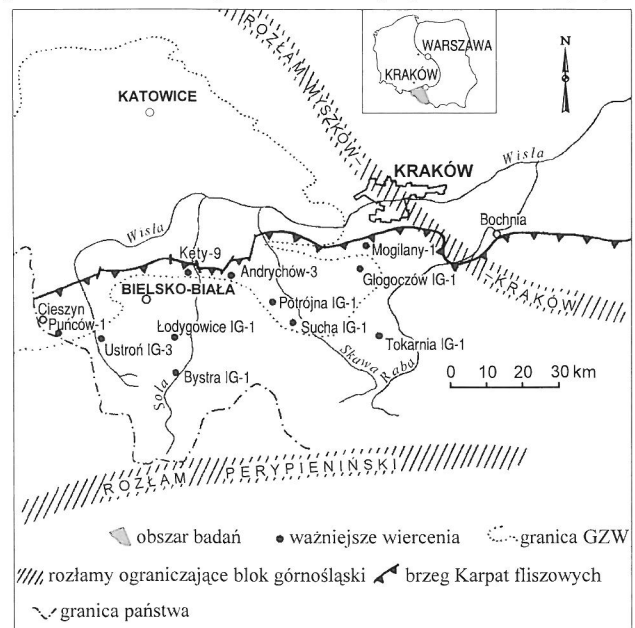 ROZŁAM WYSZKÓW–
WARSZAWA
KRAKÓW
N
KATOWICE
KRAKÓW
Wisla
Bochnia
Wisla
Kęty-9
Andrychów-3
Mogilany-1
Głogoczów IG-1
–KRAKÓW
BIELSKO-BIAŁA
Cieszyn
Puńców-1
Potrójna IG-1
Łodygowice IG-1
Sucha IG-1
Ustroń IG-3
Tokarnia IG-1
Skawa
Raba
Bystra IG-1
Soła
0 10 20 30 km
ROZŁAM PERYPIENIŃSKI
obszar badań
ważniejsze wiercenia
granica GZW
rozłamy ograniczające blok górnośląski
brzeg Karpat fliszowych
granica państwa